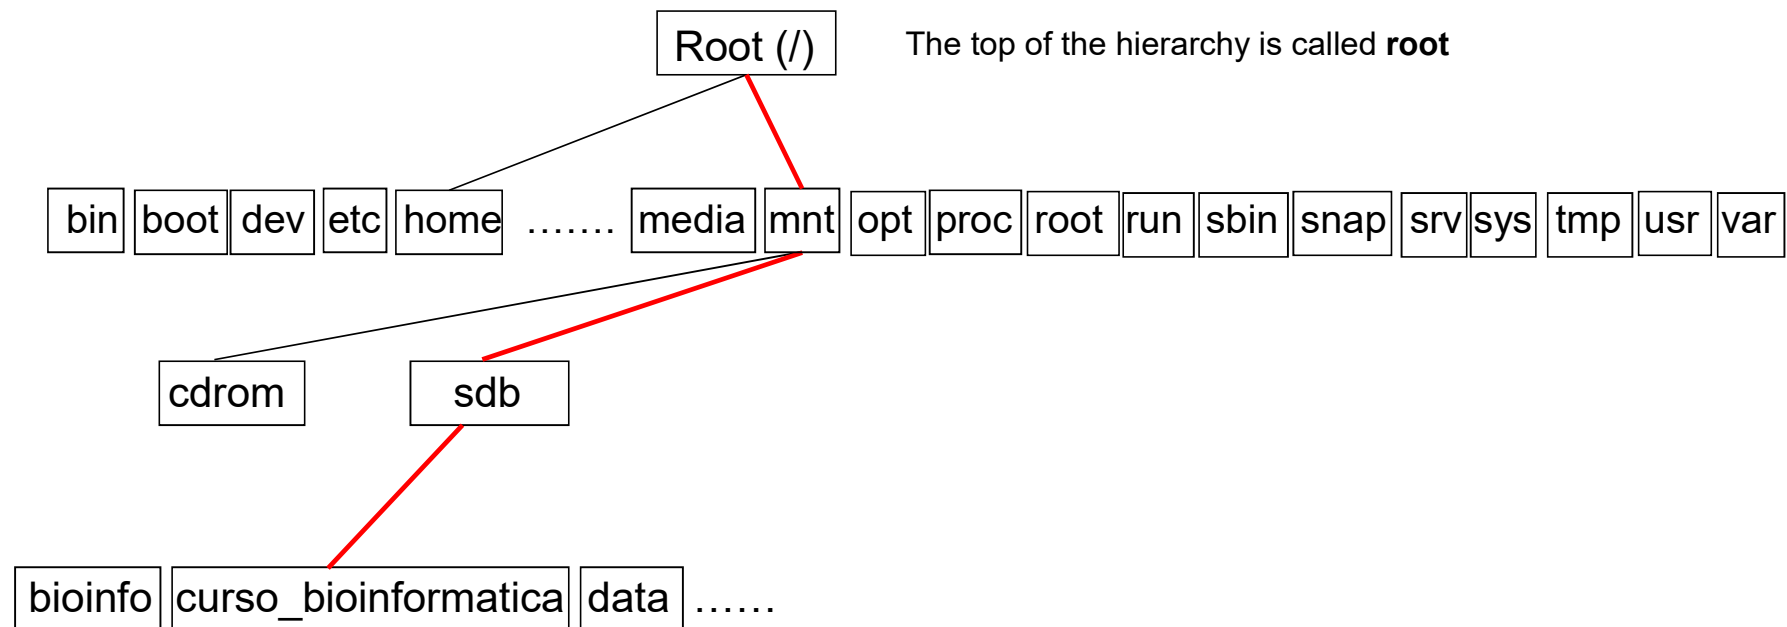 Root (/) The top of the hierarchy is called root
bin boot dev etc home ....... media mnt opt proc root run sbin snap srv sys tmp usr var
cdrom sdb
bioinfo curso_bioinformatica data ......